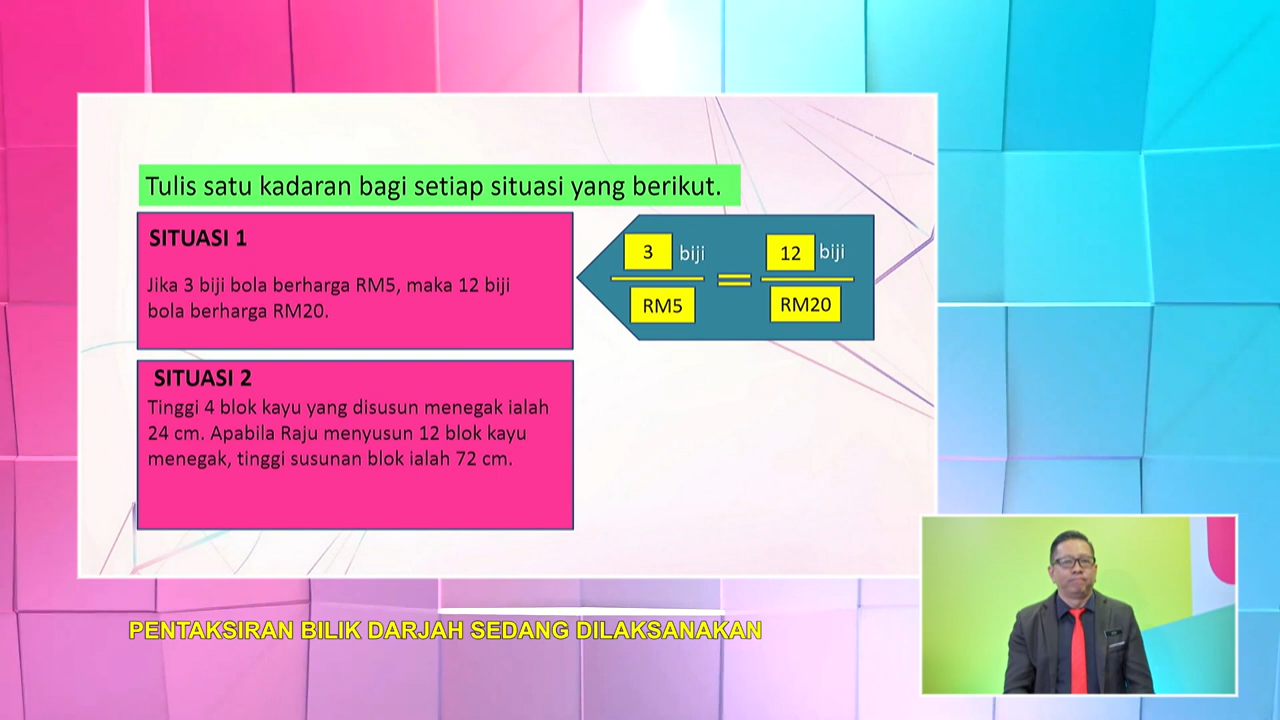 Tulis satu kadaran bagi setiap situasi yang berikut.
SITUASI 1
Jika 3 biji bola berharga RM5, maka 12 biji
bola berharga RM20.
3 biji = 12 biji
RM5 RM20
SITUASI 2
Tinggi 4 blok kayu yang disusun menegak ialah
24 cm. Apabila Raju menyusun 12 blok kayu
menegak, tinggi susunan blok ialah 72 cm.
PENTAKSIRAN BILIK DARJAH SEDANG DILAKSANAKAN